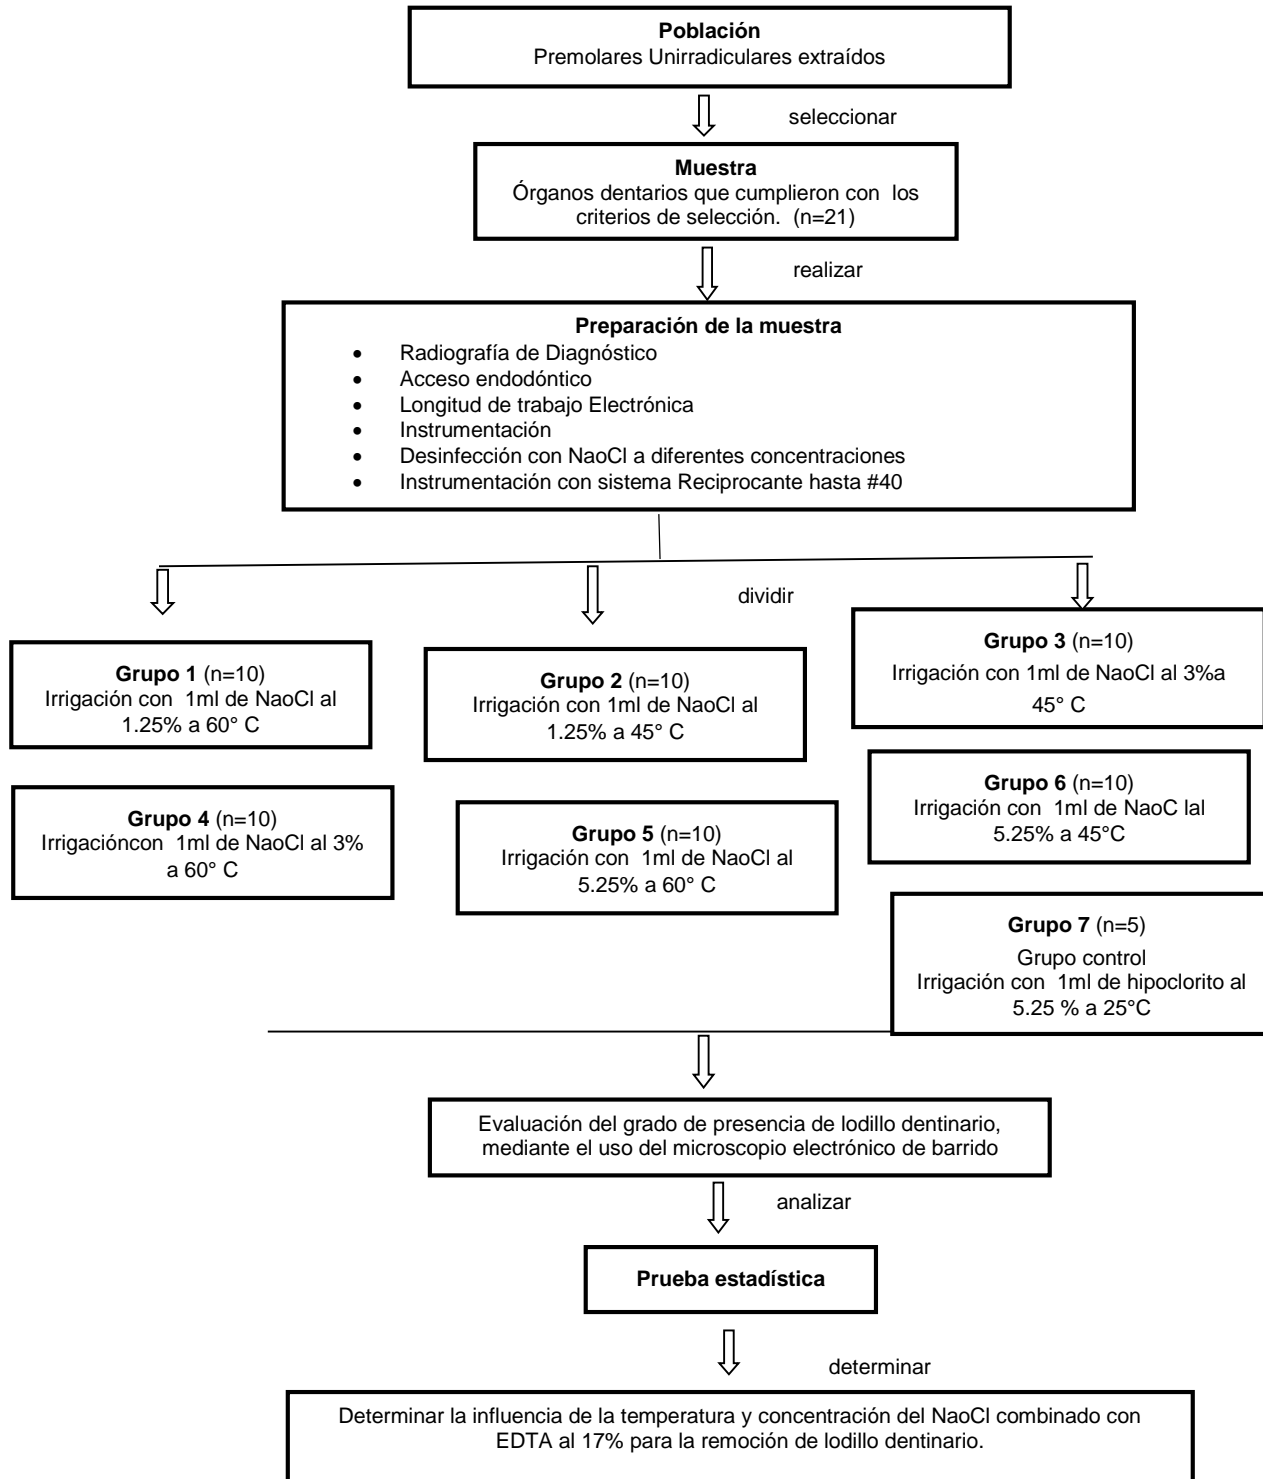 Población
Premolares Unirradiculares extraídos
seleccionar
Muestra
Órganos dentarios que cumplieron con los
criterios de selección. (n=21)
realizar
Preparación de la muestra
• Radiografía de Diagnóstico
• Acceso endodóntico
• Longitud de trabajo Electrónica
• Instrumentación
• Desinfección con NaoCl a diferentes concentraciones
• Instrumentación con sistema Reciprocante hasta #40
dividir
Grupo 1 (n=10)
Irrigación con 1ml de NaoCl al
1.25% a 60° C
Grupo 2 (n=10)
Irrigación con 1ml de NaoCl al
1.25% a 45° C
Grupo 3 (n=10)
Irrigación con 1ml de NaoCl al 3%a
45° C
Grupo 4 (n=10)
Irrigacióncon 1ml de NaoCl al 3%
a 60° C
Grupo 5 (n=10)
Irrigación con 1ml de NaoCl al
5.25% a 60° C
Grupo 6 (n=10)
Irrigación con 1ml de NaoC lal
5.25% a 45°C
Grupo 7 (n=5)
Grupo control
Irrigación con 1ml de hipoclorito al
5.25 % a 25°C
Evaluación del grado de presencia de lodillo dentinario,
mediante el uso del microscopio electrónico de barrido
analizar
Prueba estadística
determinar
Determinar la influencia de la temperatura y concentración del NaoCl combinado con
EDTA al 17% para la remoción de lodillo dentinario.